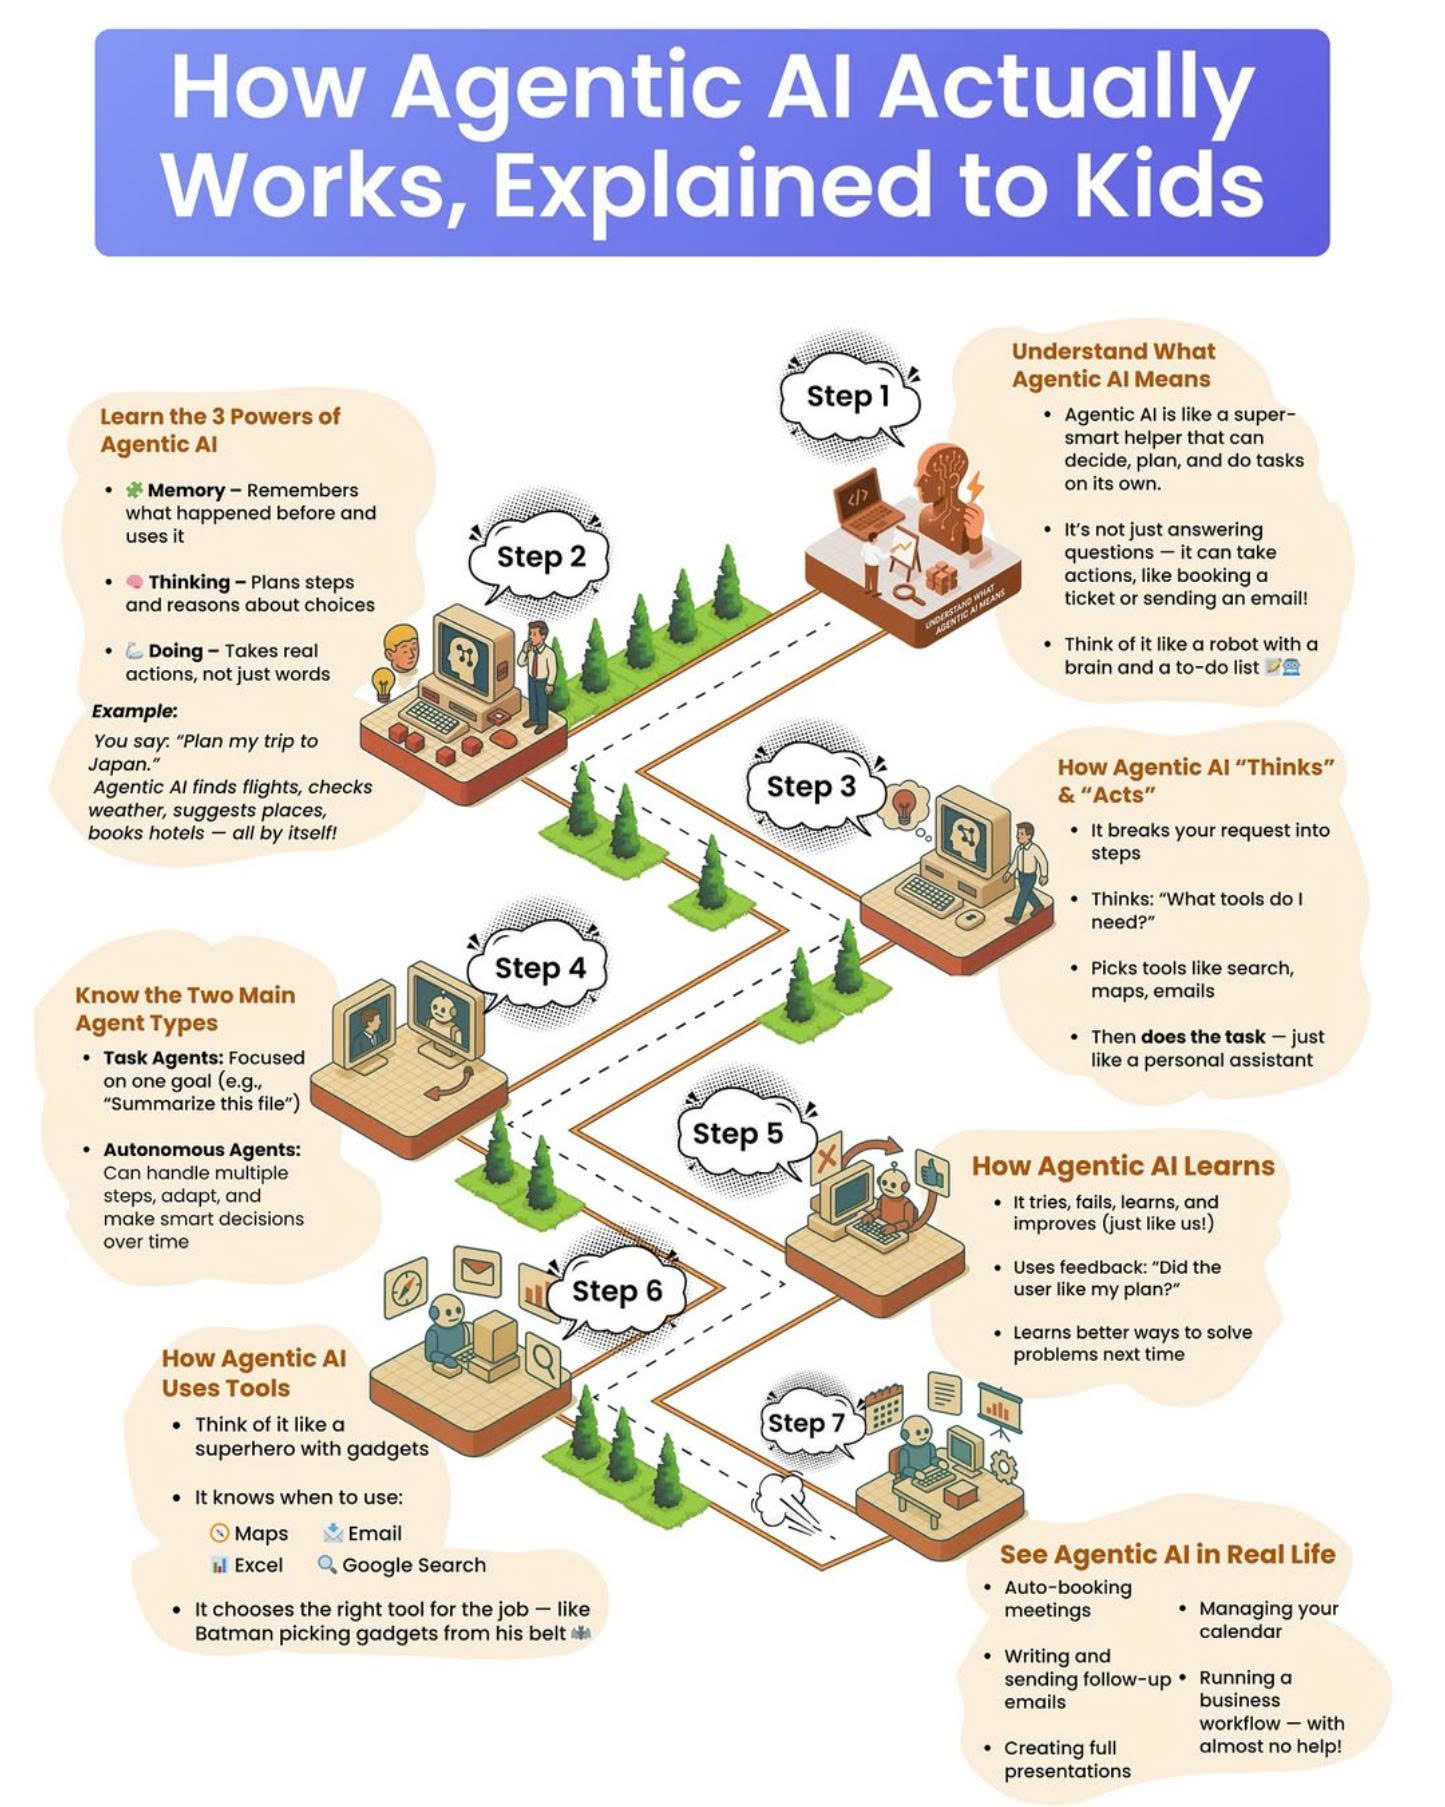 How Agentic AI Actually
Works, Explained to Kids
Step 1
Understand What
Agentic AI Means
• Agentic AI is like a super-
smart helper that can
decide, plan, and do tasks
on its own.
• It's not just answering
questions — it can take
actions, like booking a
ticket or sending an email!
• Think of it like a robot with a
brain and a to-do list 📝🤖
</>
UNDERSTAND WHAT
AGENTIC AI MEANS
Step 2
Learn the 3 Powers of
Agentic AI
• 🧩 Memory – Remembers
what happened before and
uses it
• 🧠 Thinking – Plans steps
and reasons about choices
• 🦾 Doing – Takes real
actions, not just words
Example:
You say: “Plan my trip to
Japan.”
Agentic AI finds flights, checks
weather, suggests places,
books hotels — all by itself!
Step 3
How Agentic AI “Thinks”
& “Acts”
• It breaks your request into
steps
• Thinks: “What tools do I
need?”
• Picks tools like search,
maps, emails
• Then does the task — just
like a personal assistant
Step 4
Know the Two Main
Agent Types
• Task Agents: Focused
on one goal (e.g.,
“Summarize this file”)
• Autonomous Agents:
Can handle multiple
steps, adapt, and
make smart decisions
over time
Step 5
How Agentic AI Learns
• It tries, fails, learns, and
improves (just like us!)
• Uses feedback: “Did the
user like my plan?”
• Learns better ways to solve
problems next time
Step 6
How Agentic AI
Uses Tools
• Think of it like a
superhero with gadgets
• It knows when to use:
🧭 Maps 📩 Email
📊 Excel 🔍 Google Search
• It chooses the right tool for the job — like
Batman picking gadgets from his belt 🦇
Step 7
See Agentic AI in Real Life
• Auto-booking
meetings
• Writing and
sending follow-up
emails
• Creating full
presentations
• Managing your
calendar
• Running a
business
workflow — with
almost no help!